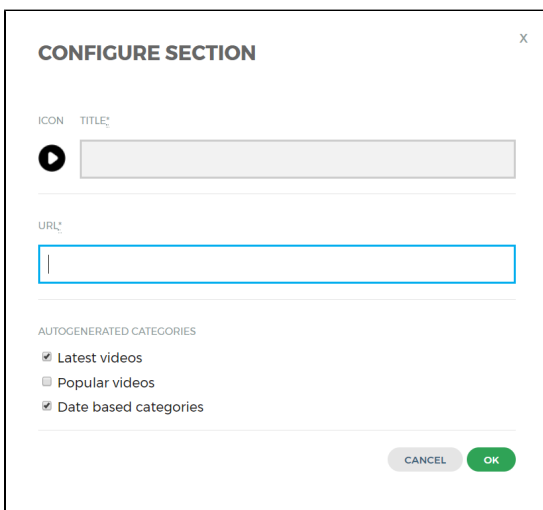 X
CONFIGURE SECTION
ICON TITLE*
URL*
AUTOGENERATED CATEGORIES
Latest videos
Popular videos
Date based categories
CANCEL OK